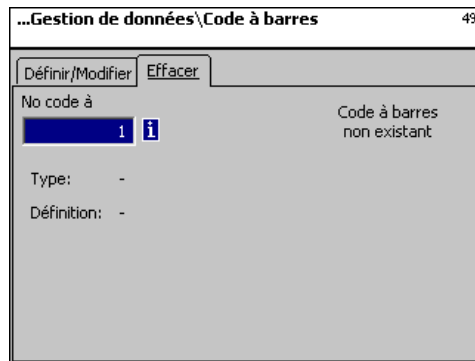 ...Gestion de données\Code à barres 49
Définir/Modifier Effacer
No code à
1 i
Code à barres
non existant
Type: -
Définition: -